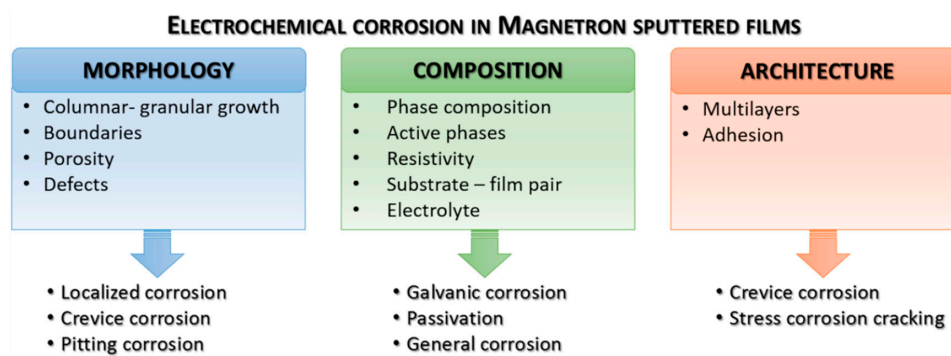 ELECTROCHEMICAL CORROSION IN MAGNETRON SPUTTERED FILMS
MORPHOLOGY
• Columnar- granular growth
• Boundaries
• Porosity
• Defects
• Localized corrosion
• Crevice corrosion
• Pitting corrosion
COMPOSITION
• Phase composition
• Active phases
• Resistivity
• Substrate – film pair
• Electrolyte
• Galvanic corrosion
• Passivation
• General corrosion
ARCHITECTURE
• Multilayers
• Adhesion
• Crevice corrosion
• Stress corrosion cracking